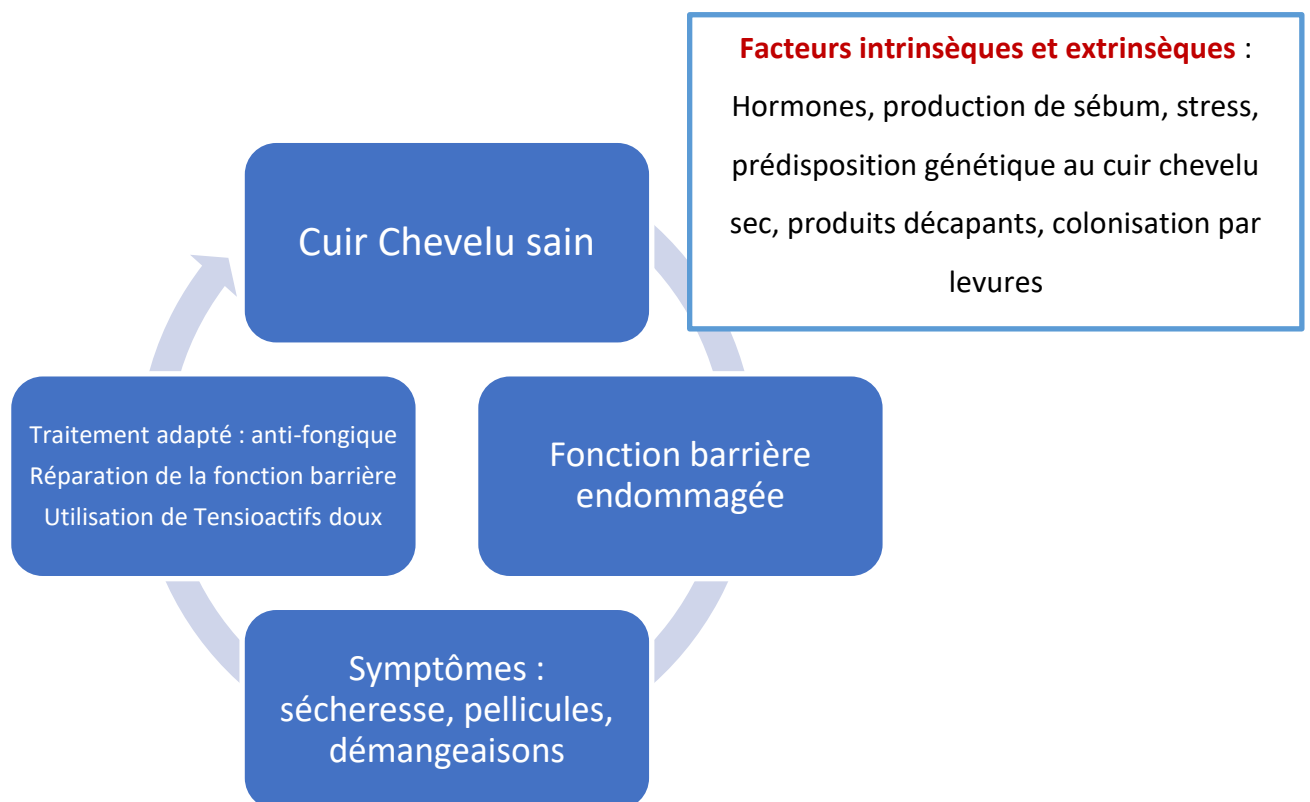 Facteurs intrinsèques et extrinsèques :
Hormones, production de sébum, stress,
prédisposition génétique au cuir chevelu
sec, produits décapants, colonisation par
levures
Cuir Chevelu sain
Fonction barrière
endommagée
Symptômes :
sécheresse, pellicules,
démangeaisons
Traitement adapté : anti-fongique
Réparation de la fonction barrière
Utilisation de Tensioactifs doux